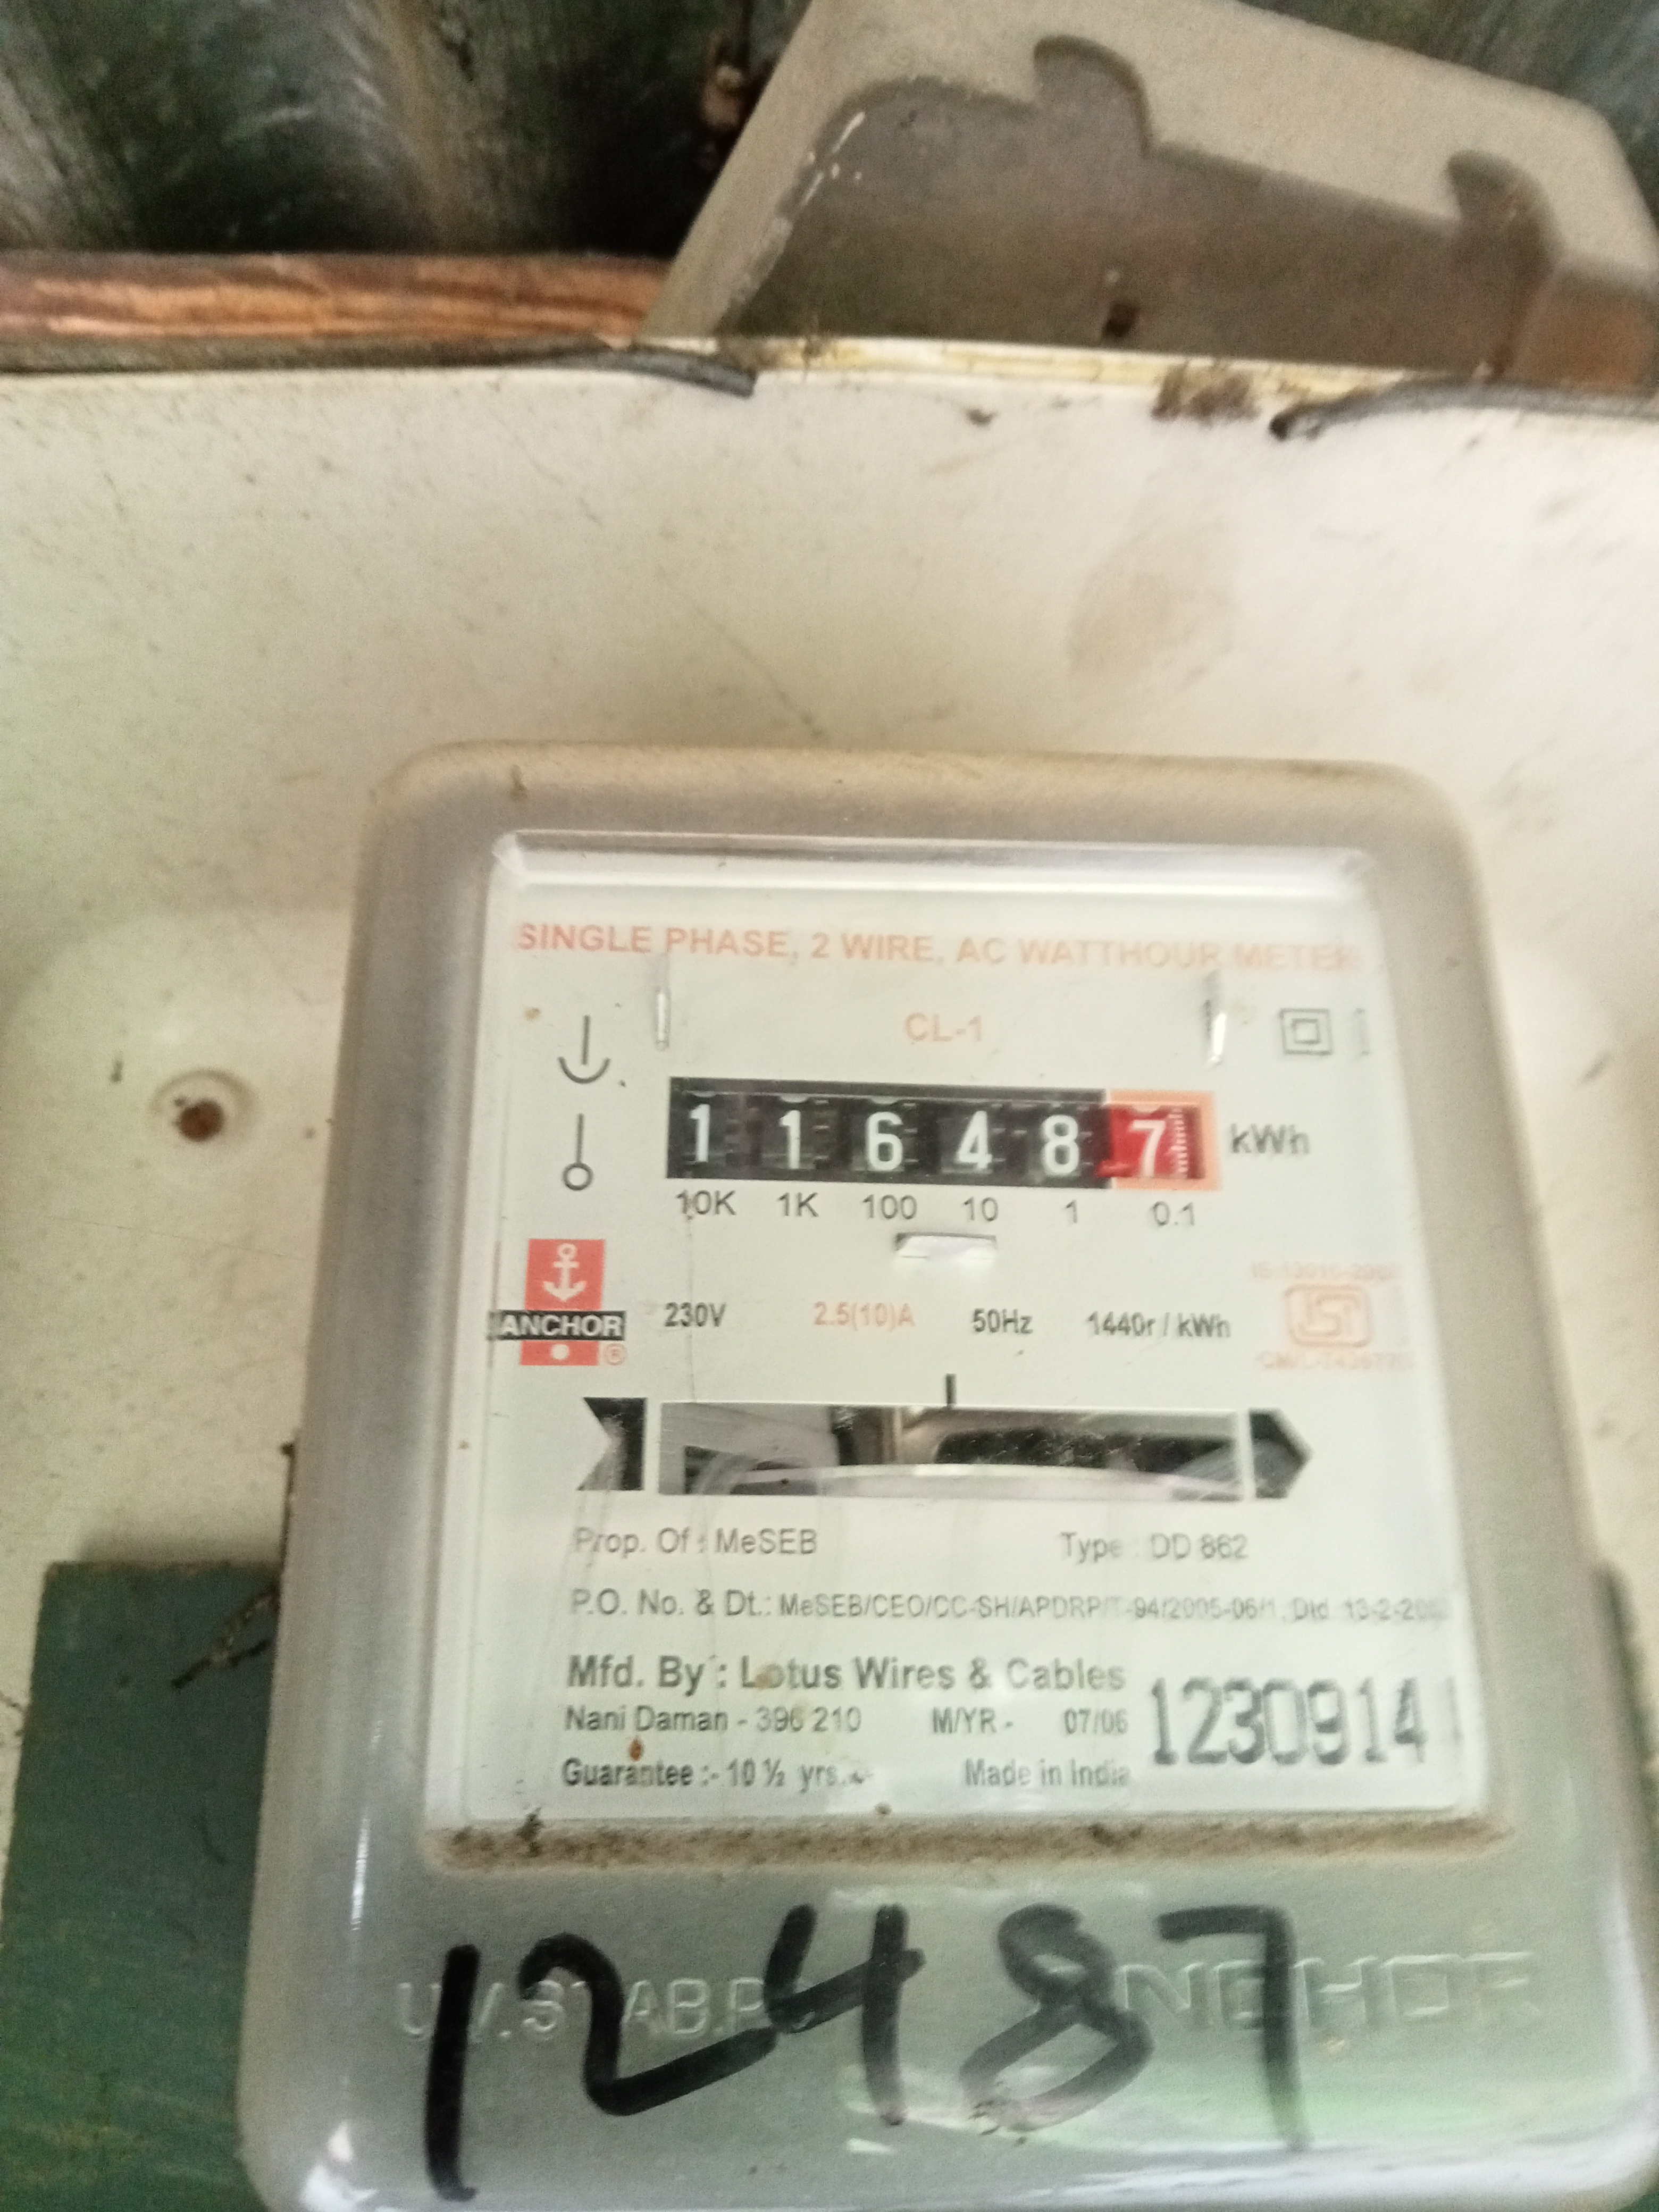 SINGLE PHASE, 2 WIRE, AC WATTHOUR METER
CL-1
1 1 6 4 8 7 kWh
10K 1K 100 10 1 0.1
ANCHOR ®
230V 2.5(10)A 50Hz 1440r / kWh
ISI
Prop. Of : MeSEB Type : DD 862
P.O. No. & Dt.: MeSEB/CEO/CC-SH/APDRP/T-94/2005-06/1, Dtd. 13-2-
Mfd. By : Lotus Wires & Cables
Nani Daman - 396 210 M/YR - 07/06 1230914
Guarantee :- 10 ½ yrs. Made in India
U.V. STAB.P ANCHOR
12487